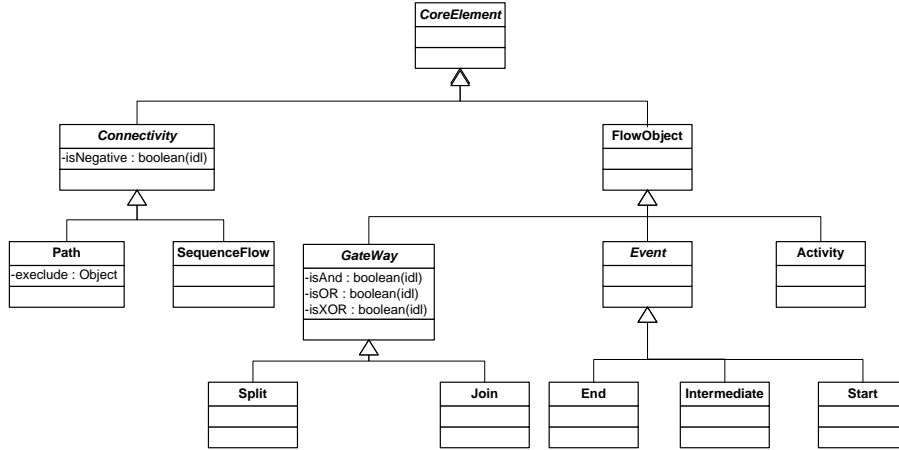 CoreElement
Connectivity
-isNegative : boolean(idl)
FlowObject
Path
-execlude : Object
SequenceFlow
GateWay
-isAnd : boolean(idl)
-isOR : boolean(idl)
-isXOR : boolean(idl)
Event
Activity
Split
Join
End
Intermediate
Start